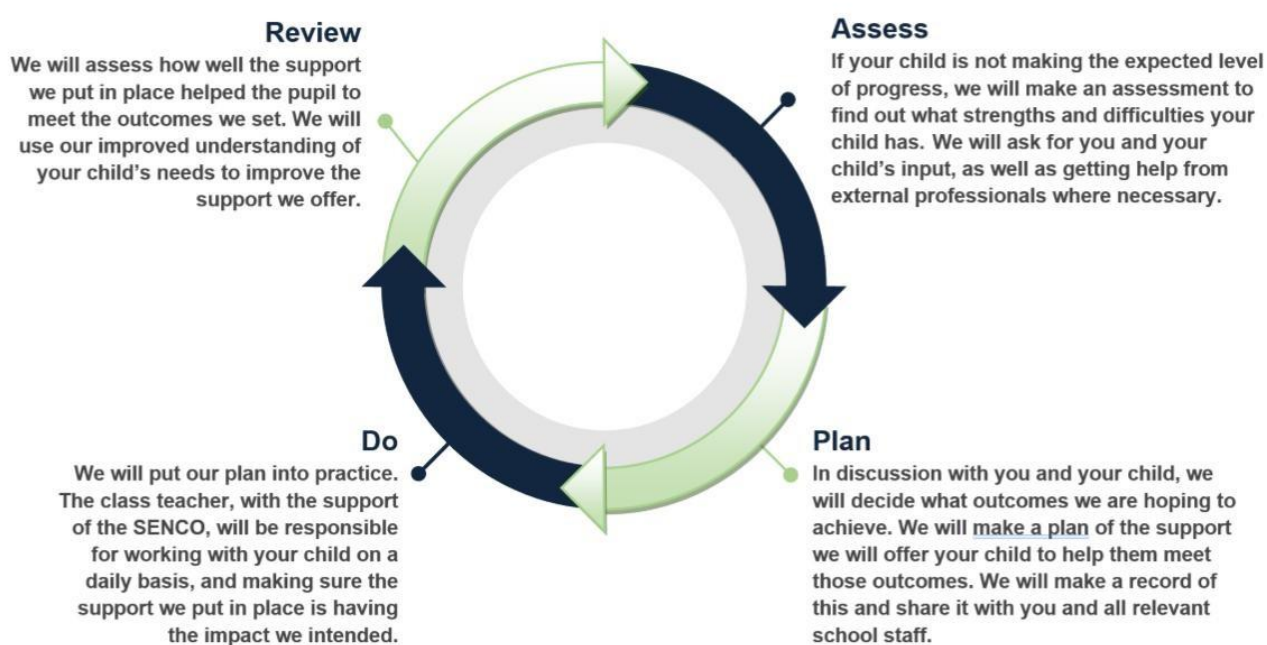 Review
We will assess how well the support
we put in place helped the pupil to
meet the outcomes we set. We will
use our improved understanding of
your child's needs to improve the
support we offer.
Assess
If your child is not making the expected level
of progress, we will make an assessment to
find out what strengths and difficulties your
child has. We will ask for you and your
child's input, as well as getting help from
external professionals where necessary.
Do
We will put our plan into practice.
The class teacher, with the support
of the SENCO, will be responsible
for working with your child on a
daily basis, and making sure the
support we put in place is having
the impact we intended.
Plan
In discussion with you and your child, we
will decide what outcomes we are hoping to
achieve. We will make a plan of the support
we will offer your child to help them meet
those outcomes. We will make a record of
this and share it with you and all relevant
school staff.